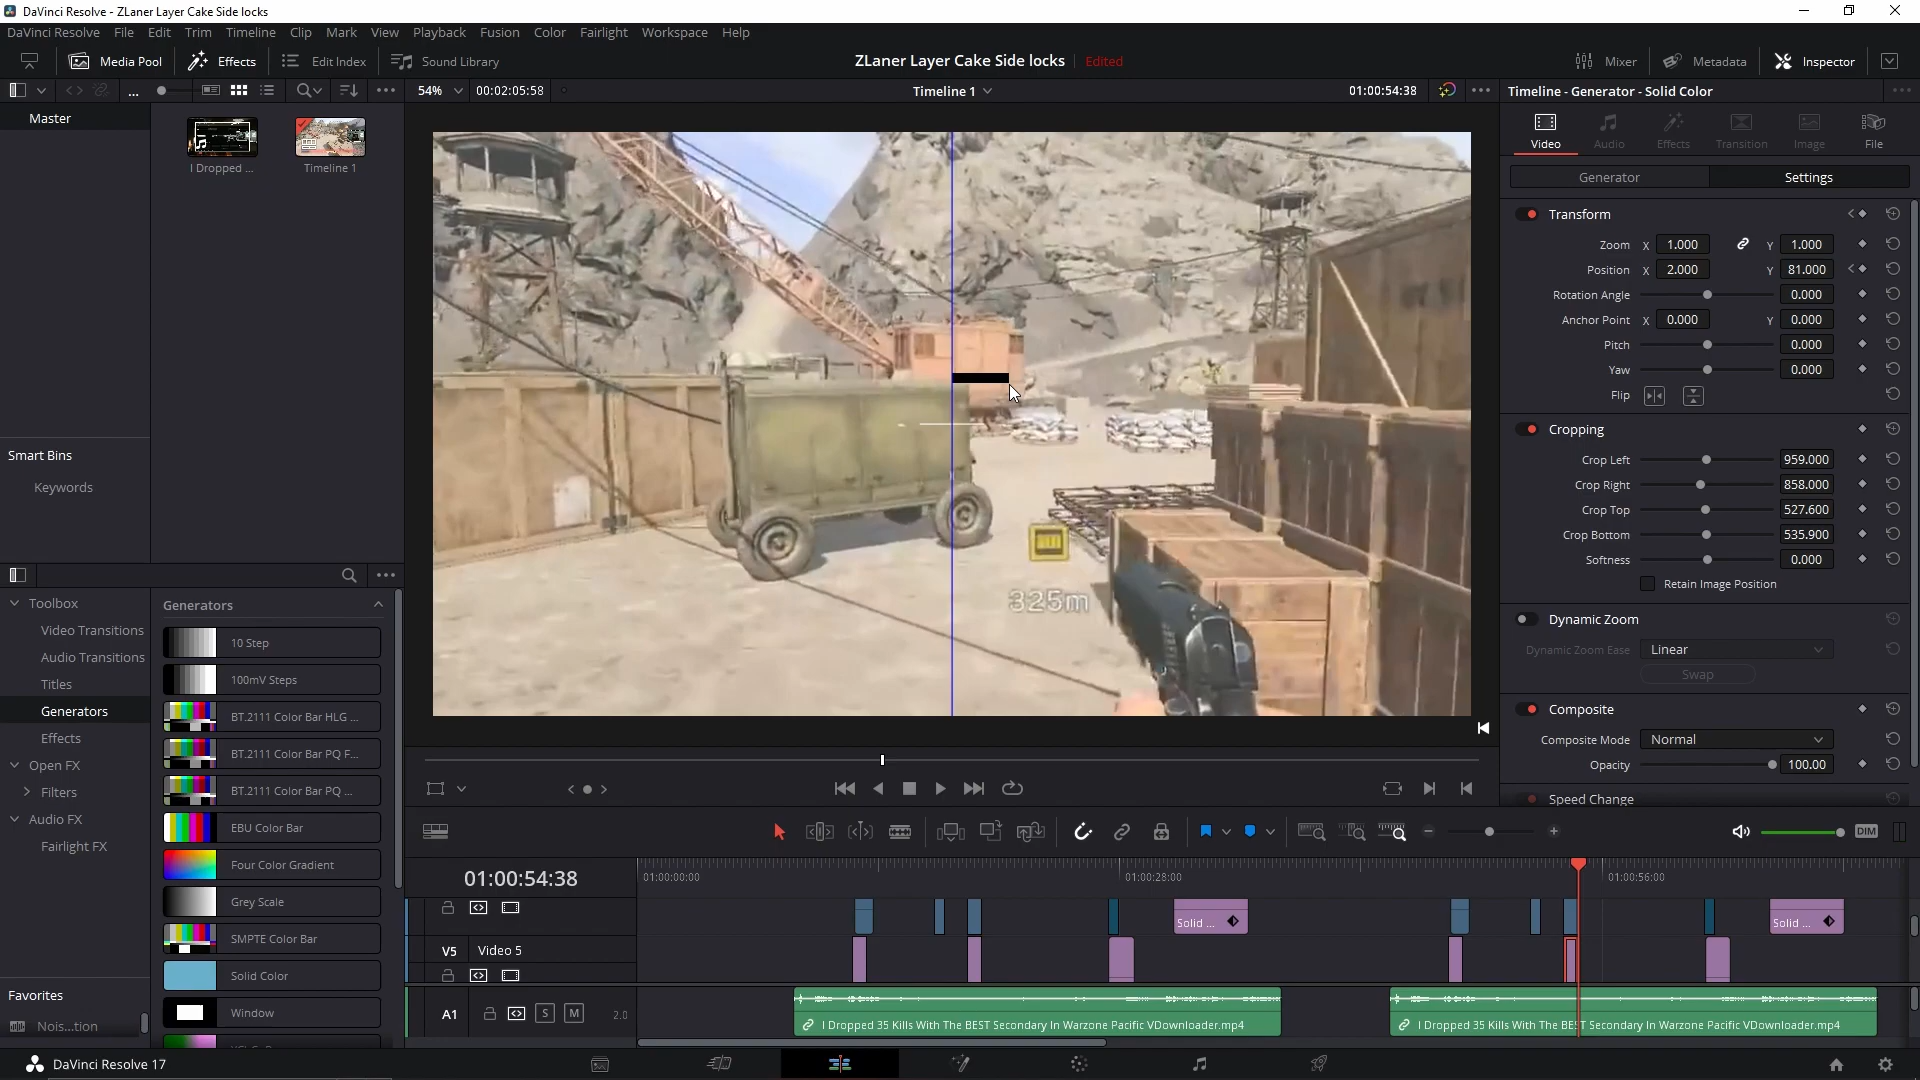 DaVinci Resolve - ZLaner Layer Cake Side locks
DaVinci Resolve File Edit Trim Timeline Clip Mark View Playback Fusion Color Fairlight Workspace Help
Media Pool Effects Edit Index Sound Library ZLaner Layer Cake Side locks Edited Mixer Metadata Inspector
... 54% 00:02:05:58 Timeline 1 01:00:54:38 Timeline - Generator - Solid Color
Master
I Dropped ... Timeline 1
Smart Bins
Keywords
Toolbox
Video Transitions
Audio Transitions
Titles
Generators
Effects
Open FX
Filters
Audio FX
Fairlight FX
Favorites
Nois...tion
Generators
10 Step
100mV Steps
BT.2111 Color Bar HLG ...
BT.2111 Color Bar PQ F...
BT.2111 Color Bar PQ ...
EBU Color Bar
Four Color Gradient
Grey Scale
SMPTE Color Bar
Solid Color
Window
325m
Video Audio Effects Transition Image File
Generator Settings
Transform
Zoom X 1.000 Y 1.000
Position X 2.000 Y 81.000
Rotation Angle 0.000
Anchor Point X 0.000 Y 0.000
Pitch 0.000
Yaw 0.000
Flip
Cropping
Crop Left 959.000
Crop Right 858.000
Crop Top 527.600
Crop Bottom 535.900
Softness 0.000
Retain Image Position
Dynamic Zoom
Dynamic Zoom Ease Linear
Swap
Composite
Composite Mode Normal
Opacity 100.00
Speed Change
DIM
01:00:54:38 01:00:00:00 01:00:28:00 01:00:56:00
Solid ... Solid ...
V5 Video 5
A1 S M 2.0
I Dropped 35 Kills With The BEST Secondary In Warzone Pacific VDownloader.mp4 I Dropped 35 Kills With The BEST Secondary In Warzone Pacific VDownloader.mp4
DaVinci Resolve 17